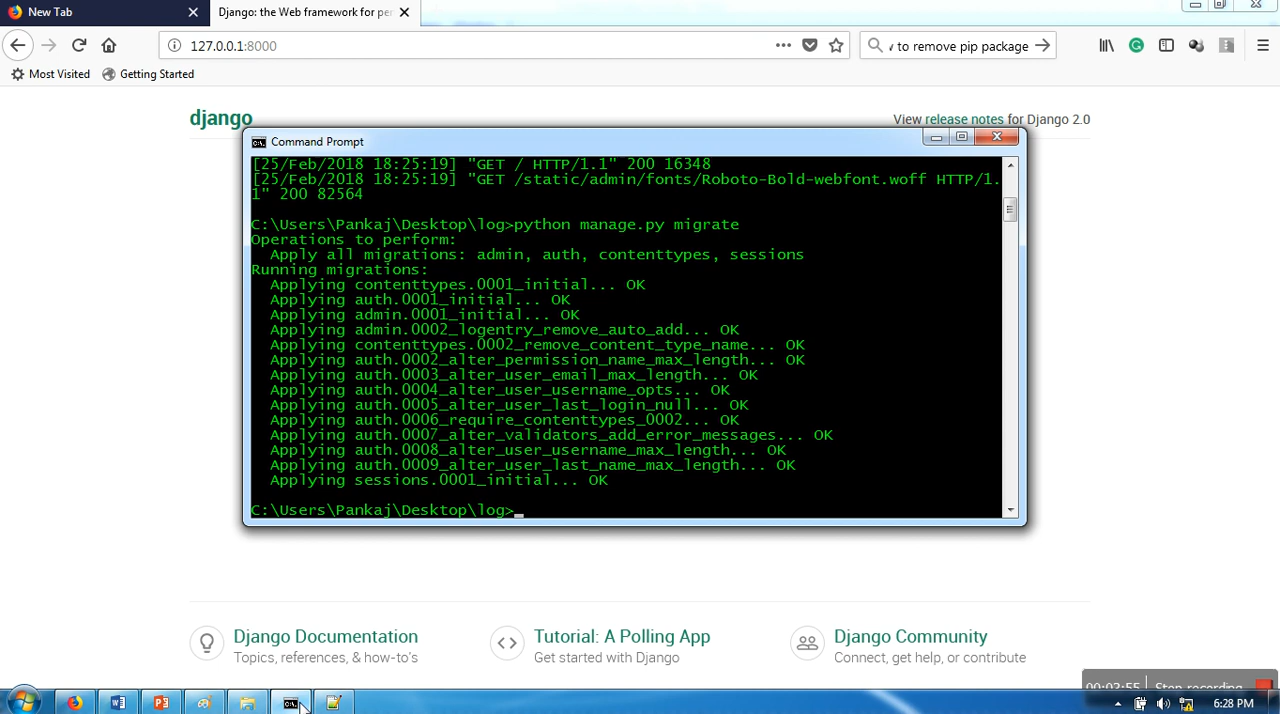 New Tab
Django: the Web framework for pe
127.0.0.1:8000
to remove pip package
Most Visited
Getting Started
django
View release notes for Django 2.0
Command Prompt
[25/Feb/2018 18:25:19] "GET / HTTP/1.1" 200 16348
[25/Feb/2018 18:25:19] "GET /static/admin/fonts/Roboto-Bold-webfont.woff HTTP/1.
1" 200 82564
C:\Users\Pankaj\Desktop\log>python manage.py migrate
Operations to perform:
Apply all migrations: admin, auth, contenttypes, sessions
Running migrations:
Applying contenttypes.0001_initial... OK
Applying auth.0001_initial... OK
Applying admin.0001_initial... OK
Applying admin.0002_logentry_remove_auto_add... OK
Applying contenttypes.0002_remove_content_type_name... OK
Applying auth.0002_alter_permission_name_max_length... OK
Applying auth.0003_alter_user_email_max_length... OK
Applying auth.0004_alter_user_username_opts... OK
Applying auth.0005_alter_user_last_login_null... OK
Applying auth.0006_require_contenttypes_0002... OK
Applying auth.0007_alter_validators_add_error_messages... OK
Applying auth.0008_alter_user_username_max_length... OK
Applying auth.0009_alter_user_last_name_max_length... OK
Applying sessions.0001_initial... OK
C:\Users\Pankaj\Desktop\log>
Django Documentation
Topics, references, & how-to's
Tutorial: A Polling App
Get started with Django
Django Community
Connect, get help, or contribute
00:03:55 Stop recording
6:28 PM